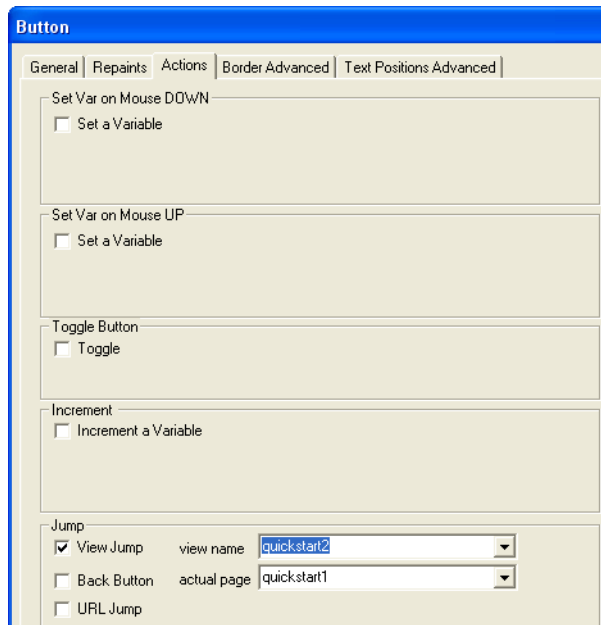 Button
General Repaints Actions Border Advanced Text Positions Advanced
Set Var on Mouse DOWN
Set a Variable
Set Var on Mouse UP
Set a Variable
Toggle Button
Toggle
Increment
Increment a Variable
Jump
View Jump view name quickstart2
Back Button actual page quickstart1
URL Jump